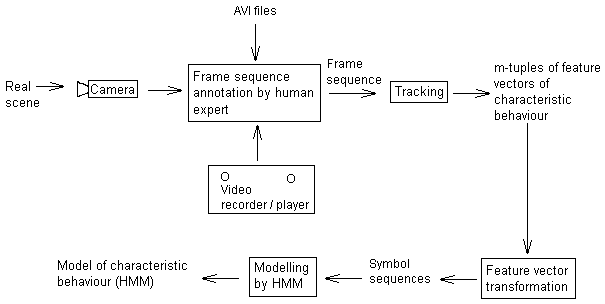 AVI files
Real
scene
Camera
Frame sequence
annotation by human
expert
Frame
sequence
Tracking
m-tuples of feature
vectors of
characteristic
behaviour
Video
recorder / player
Feature vector
transformation
Symbol
sequences
Modelling
by HMM
Model of characteristic
behaviour (HMM)